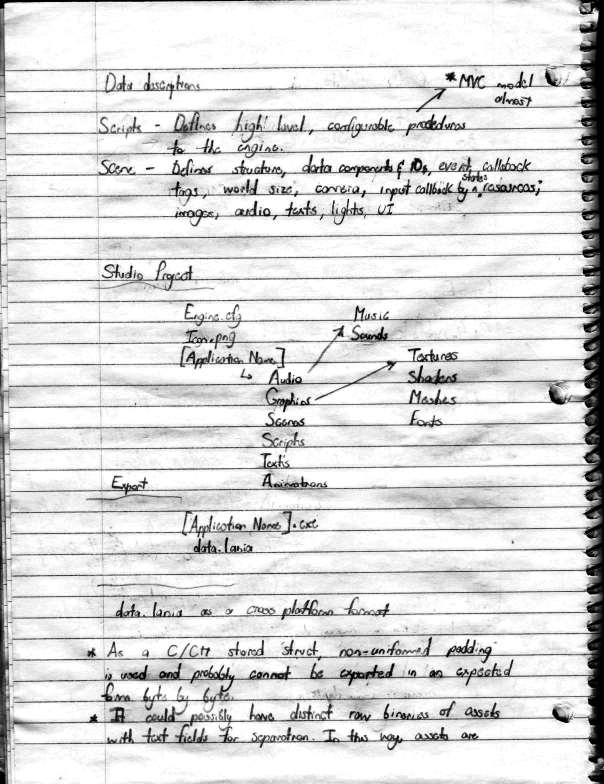 Data descriptions
* MVC model
almost
Scripts - Defines high level, configurable procedures
to the engine.
Scene - Defines structure, data components & IDs, event callback
tags, world size, camera, input callback by states, resources;
images, audio, texts, lights, UI
Studio Project
Engine.cfg
Music
Icon.png
Sounds
[Application Name]
Textures
↳ Audio
Shaders
Graphics
Meshes
Scenes
Fonts
Scripts
Texts
Export
Animations
[Application Name].exe
data.lania
data.lania as a cross platform format
* As a C/C++ stored struct, non-uniformed padding
is used and probably cannot be exported in an expected
form byte by byte.
* It could possibly have distinct raw binaries of assets
with text fields for separation. In this way, assets are